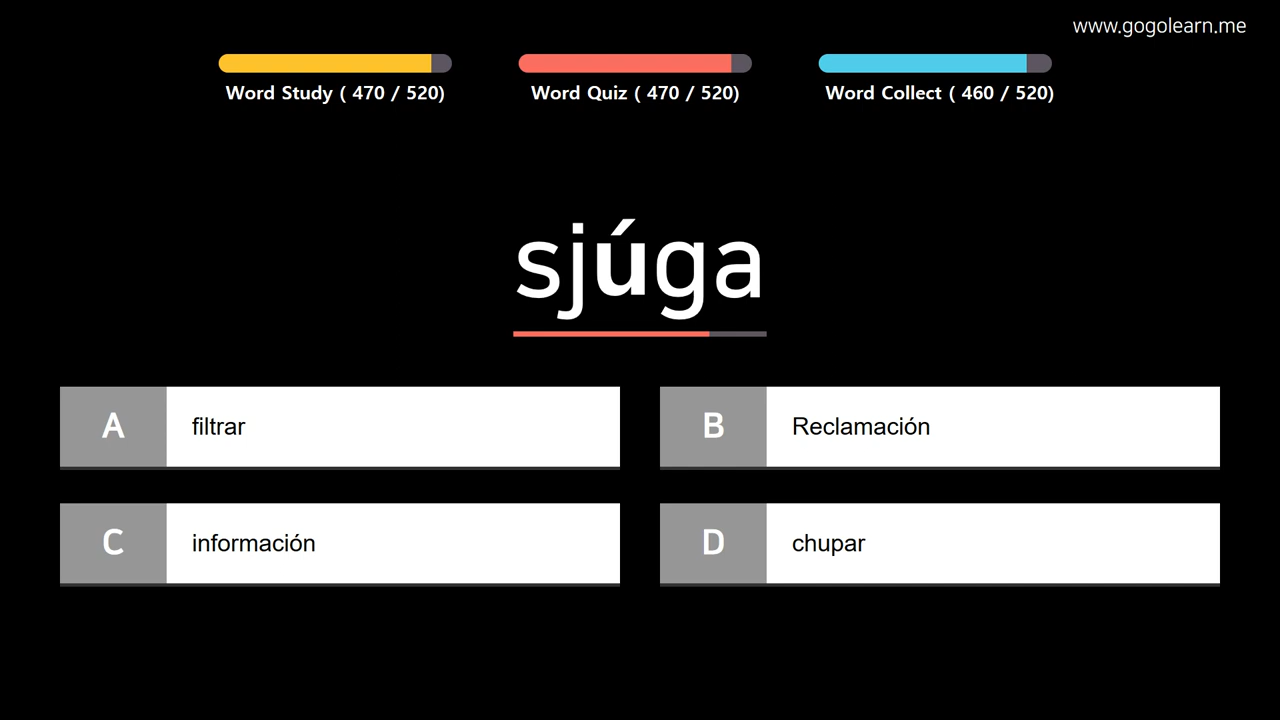 www.gogolearn.me
Word Study ( 470 / 520)
Word Quiz ( 470 / 520)
Word Collect ( 460 / 520)
sjúga
A filtrar
B Reclamación
C información
D chupar